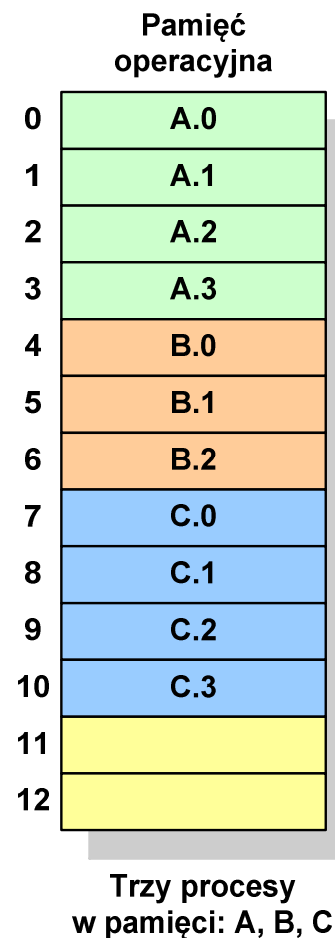 Pamięć
operacyjna
0 A.0
1 A.1
2 A.2
3 A.3
4 B.0
5 B.1
6 B.2
7 C.0
8 C.1
9 C.2
10 C.3
11
12
Trzy procesy
w pamięci: A, B, C